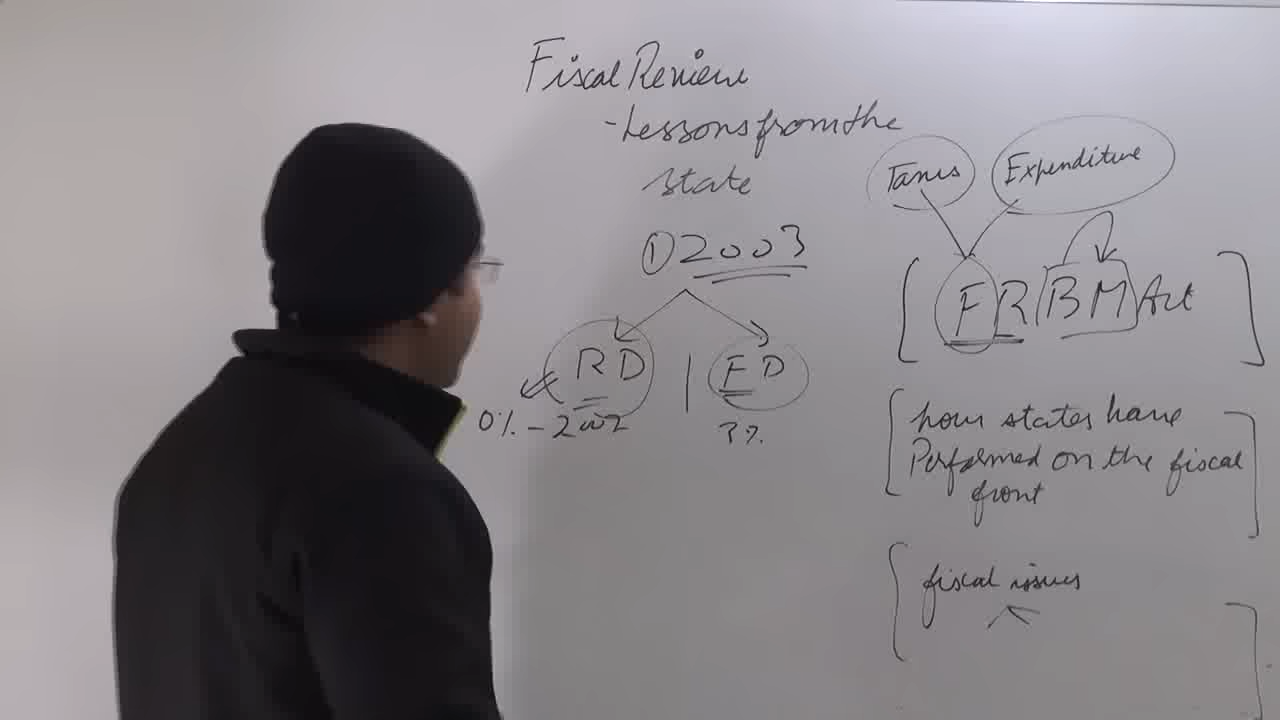 Fiscal Review
- Lessons from the
state
① 2003
RD | FD
0% - 2002
3%
Taxes Expenditure
[FRBM Act]
[how states have
Performed on the fiscal
front]
[fiscal issues]